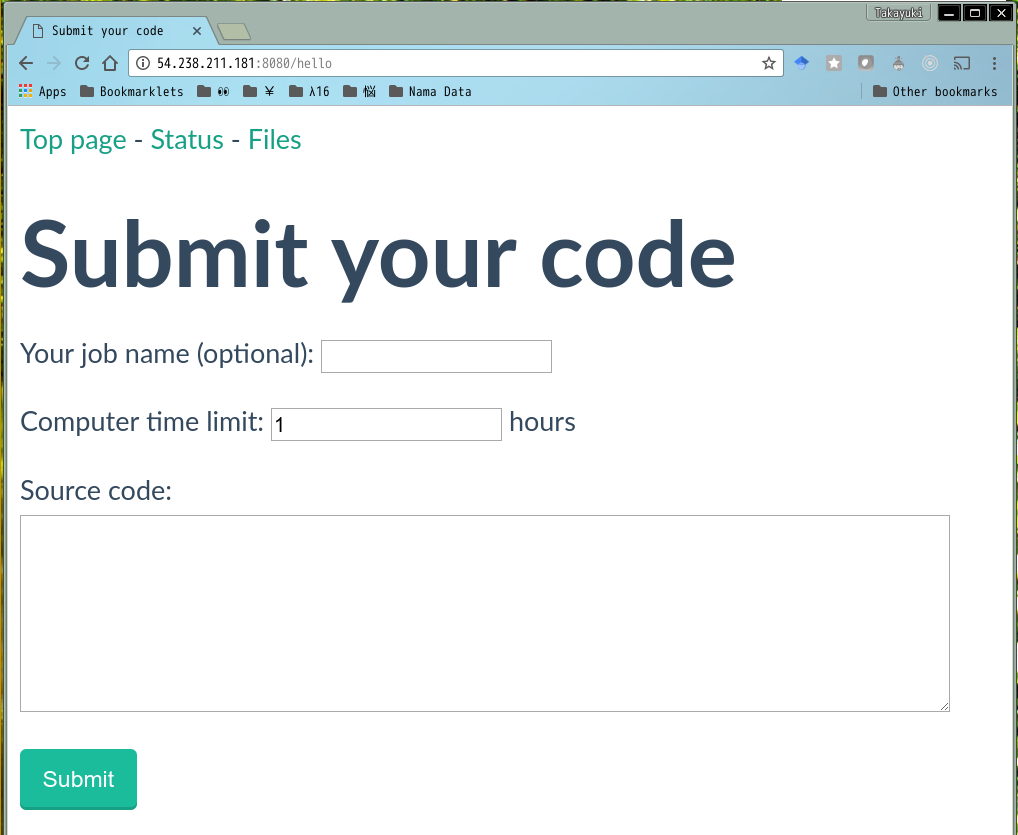 Takayuki
Submit your code
54.238.211.181:8080/hello
Apps Bookmarklets 👀 ¥ λ16 悩 Nama Data Other bookmarks
Top page - Status - Files
Submit your code
Your job name (optional):
Computer time limit: 1 hours
Source code:
Submit